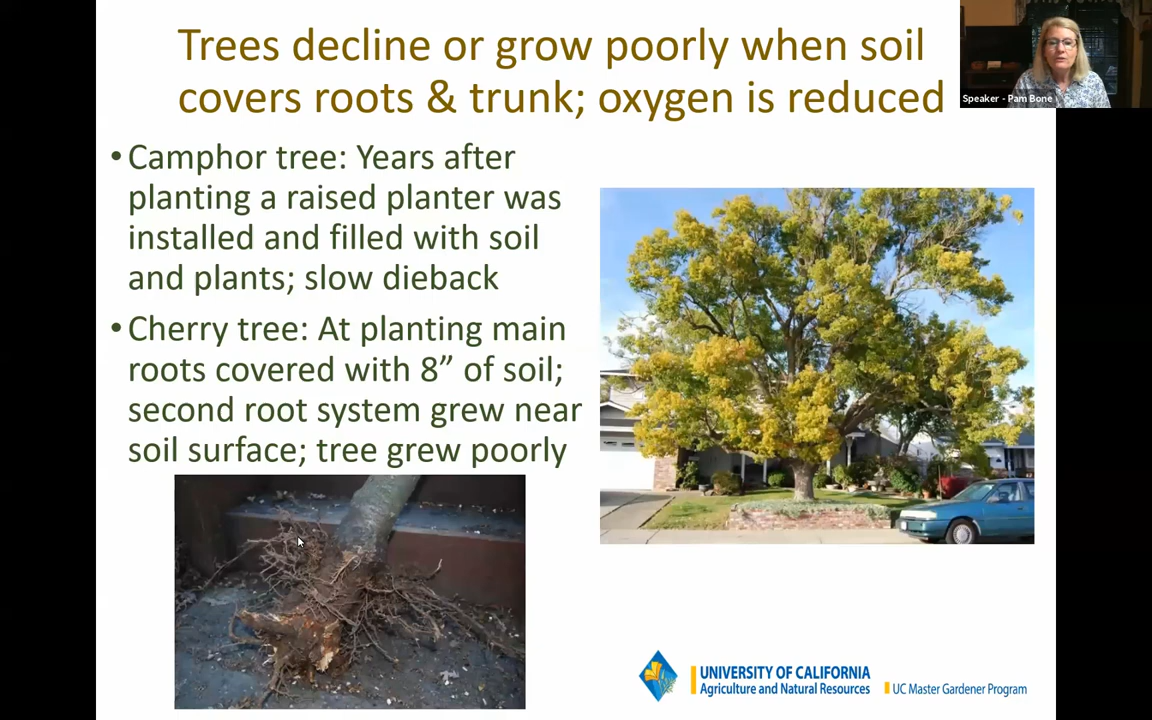 Trees decline or grow poorly when soil
covers roots & trunk; oxygen is reduced
Speaker - Pam Bone
• Camphor tree: Years after
planting a raised planter was
installed and filled with soil
and plants; slow dieback
• Cherry tree: At planting main
roots covered with 8” of soil;
second root system grew near
soil surface; tree grew poorly
UNIVERSITY OF CALIFORNIA
Agriculture and Natural Resources
UC Master Gardener Program